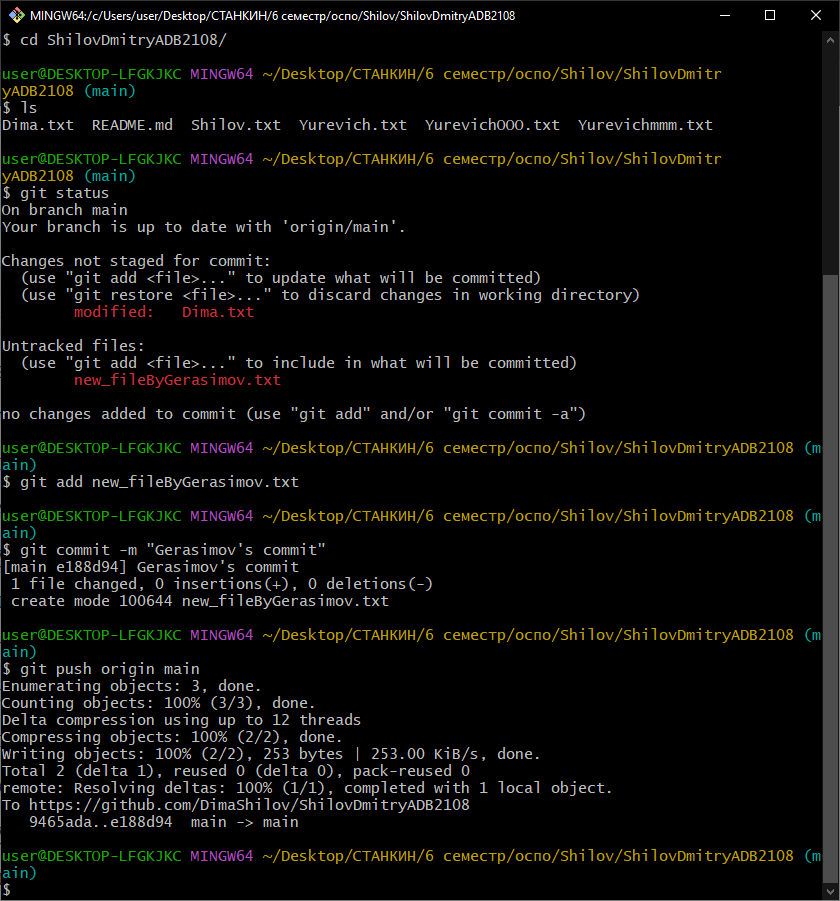 MINGW64:/c/Users/user/Desktop/СТАНКИН/6 семестр/оспо/Shilov/ShilovDmitryADB2108
$ cd ShilovDmitryADB2108/
user@DESKTOP-LFGKJKC MINGW64 ~/Desktop/СТАНКИН/6 семестр/оспо/Shilov/ShilovDmitr
yADB2108 (main)
$ ls
Dima.txt  README.md  Shilov.txt  Yurevich.txt  YurevichOOO.txt  Yurevichmmm.txt
user@DESKTOP-LFGKJKC MINGW64 ~/Desktop/СТАНКИН/6 семестр/оспо/Shilov/ShilovDmitr
yADB2108 (main)
$ git status
On branch main
Your branch is up to date with 'origin/main'.
Changes not staged for commit:
  (use "git add <file>..." to update what will be committed)
  (use "git restore <file>..." to discard changes in working directory)
        modified:   Dima.txt
Untracked files:
  (use "git add <file>..." to include in what will be committed)
        new_fileByGerasimov.txt
no changes added to commit (use "git add" and/or "git commit -a")
user@DESKTOP-LFGKJKC MINGW64 ~/Desktop/СТАНКИН/6 семестр/оспо/Shilov/ShilovDmitryADB2108 (m
ain)
$ git add new_fileByGerasimov.txt
user@DESKTOP-LFGKJKC MINGW64 ~/Desktop/СТАНКИН/6 семестр/оспо/Shilov/ShilovDmitryADB2108 (m
ain)
$ git commit -m "Gerasimov's commit"
[main e188d94] Gerasimov's commit
 1 file changed, 0 insertions(+), 0 deletions(-)
 create mode 100644 new_fileByGerasimov.txt
user@DESKTOP-LFGKJKC MINGW64 ~/Desktop/СТАНКИН/6 семестр/оспо/Shilov/ShilovDmitryADB2108 (m
ain)
$ git push origin main
Enumerating objects: 3, done.
Counting objects: 100% (3/3), done.
Delta compression using up to 12 threads
Compressing objects: 100% (2/2), done.
Writing objects: 100% (2/2), 253 bytes | 253.00 KiB/s, done.
Total 2 (delta 1), reused 0 (delta 0), pack-reused 0
remote: Resolving deltas: 100% (1/1), completed with 1 local object.
To https://github.com/DimaShilov/ShilovDmitryADB2108
   9465ada..e188d94  main -> main
user@DESKTOP-LFGKJKC MINGW64 ~/Desktop/СТАНКИН/6 семестр/оспо/Shilov/ShilovDmitryADB2108 (m
ain)
$